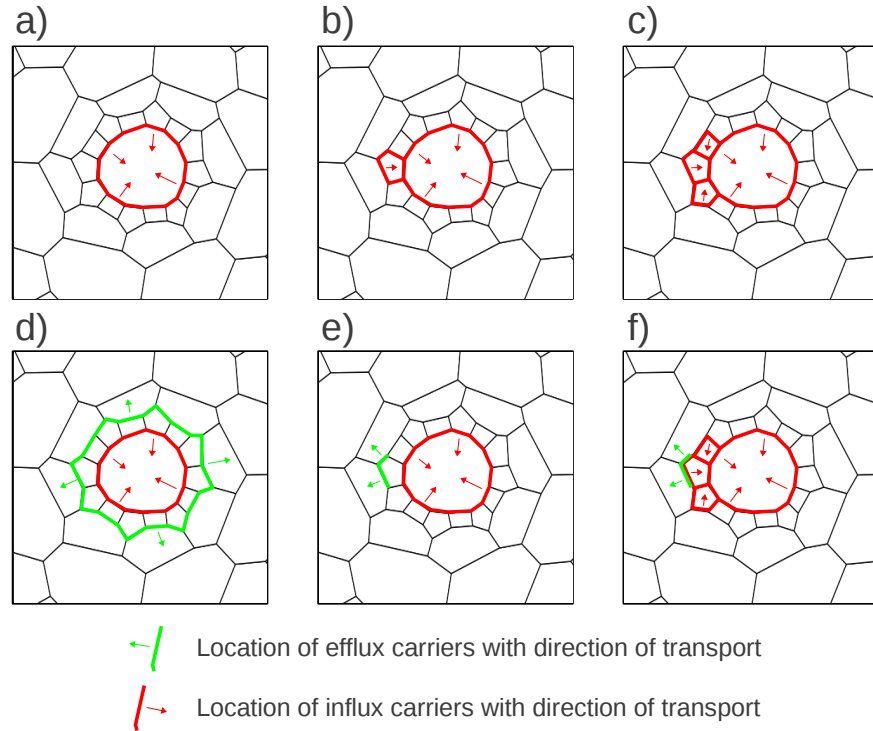 a) b) c)
d) e) f)
Location of efflux carriers with direction of transport
Location of influx carriers with direction of transport